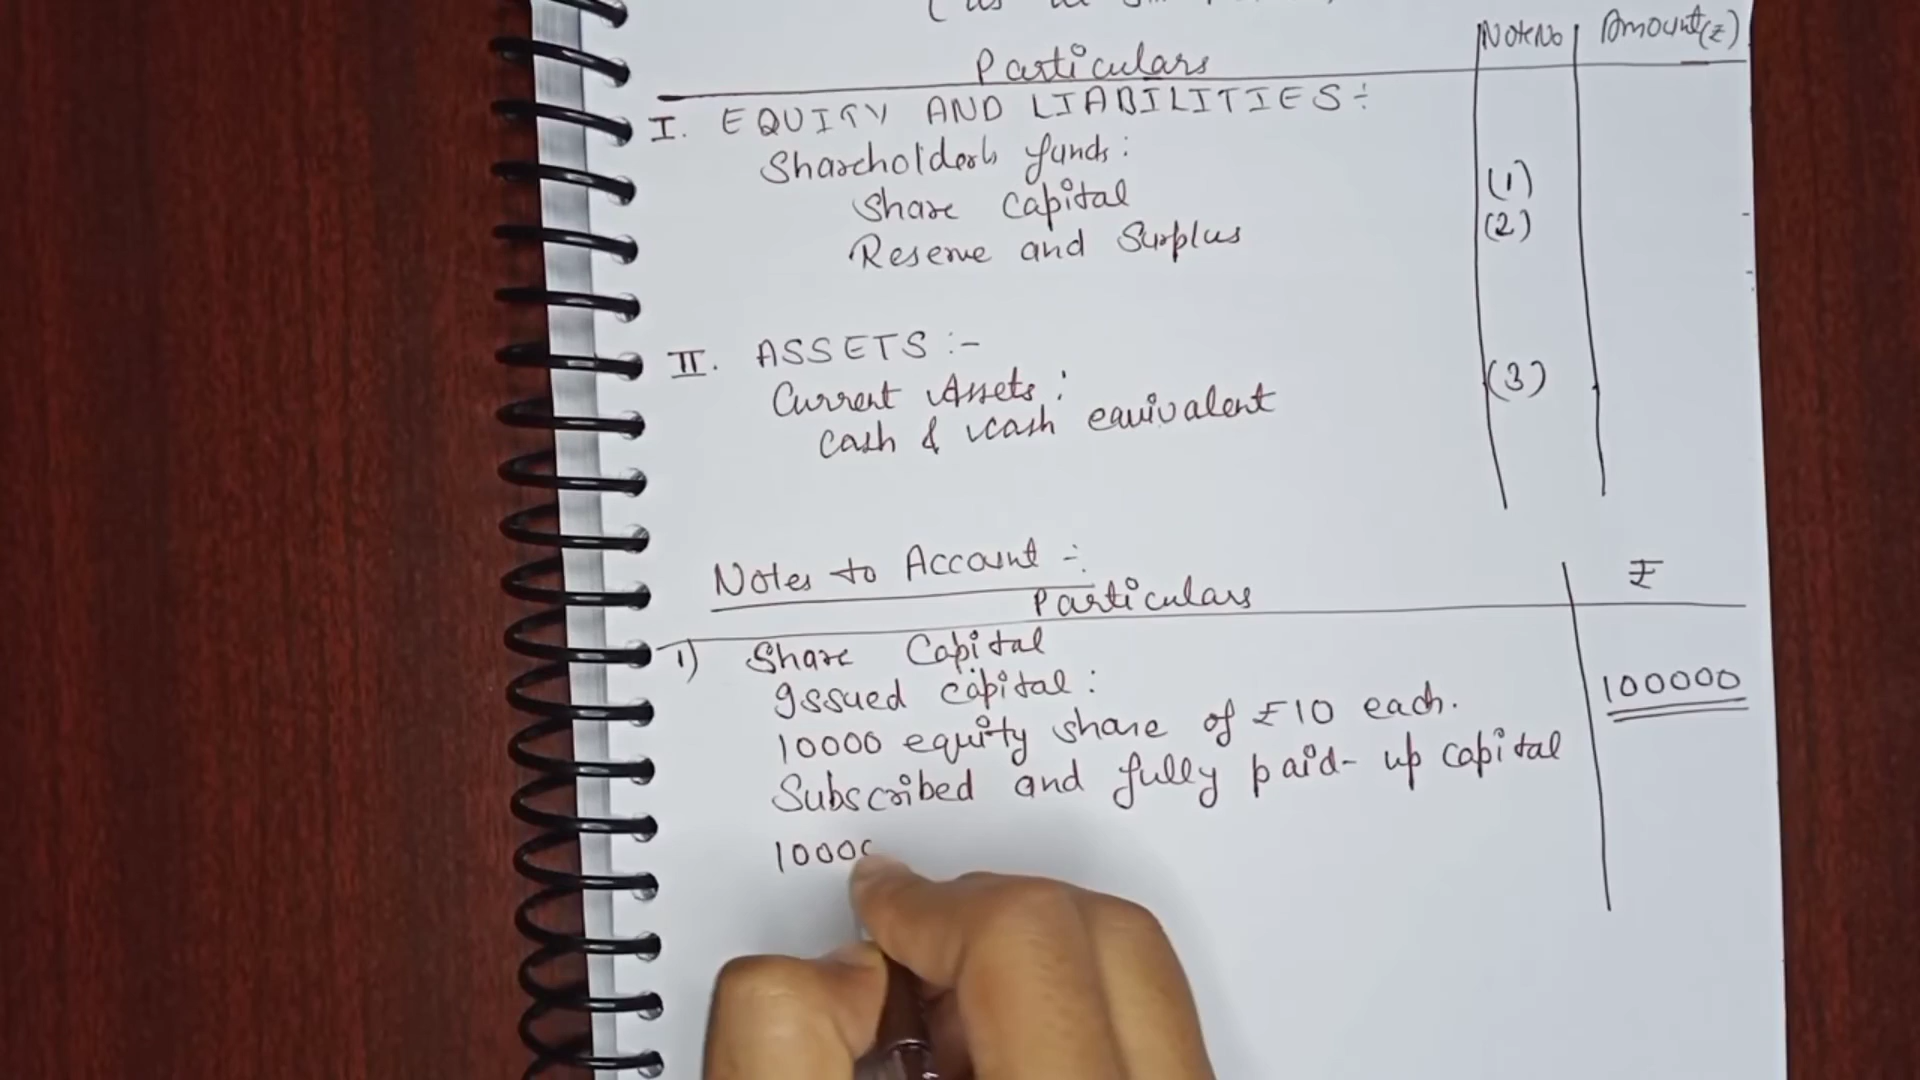 Particulars Note No Amount(₹)
I. EQUITY AND LIABILITIES:-
Shareholders funds:
Share Capital (1)
Reserve and Surplus (2)
II. ASSETS:-
Current Assets: (3)
Cash & cash equivalent
Notes to Account -:
Particulars ₹
1) Share Capital
Issued capital: 100000
10000 equity share of ₹10 each.
Subscribed and fully paid-up capital
10000